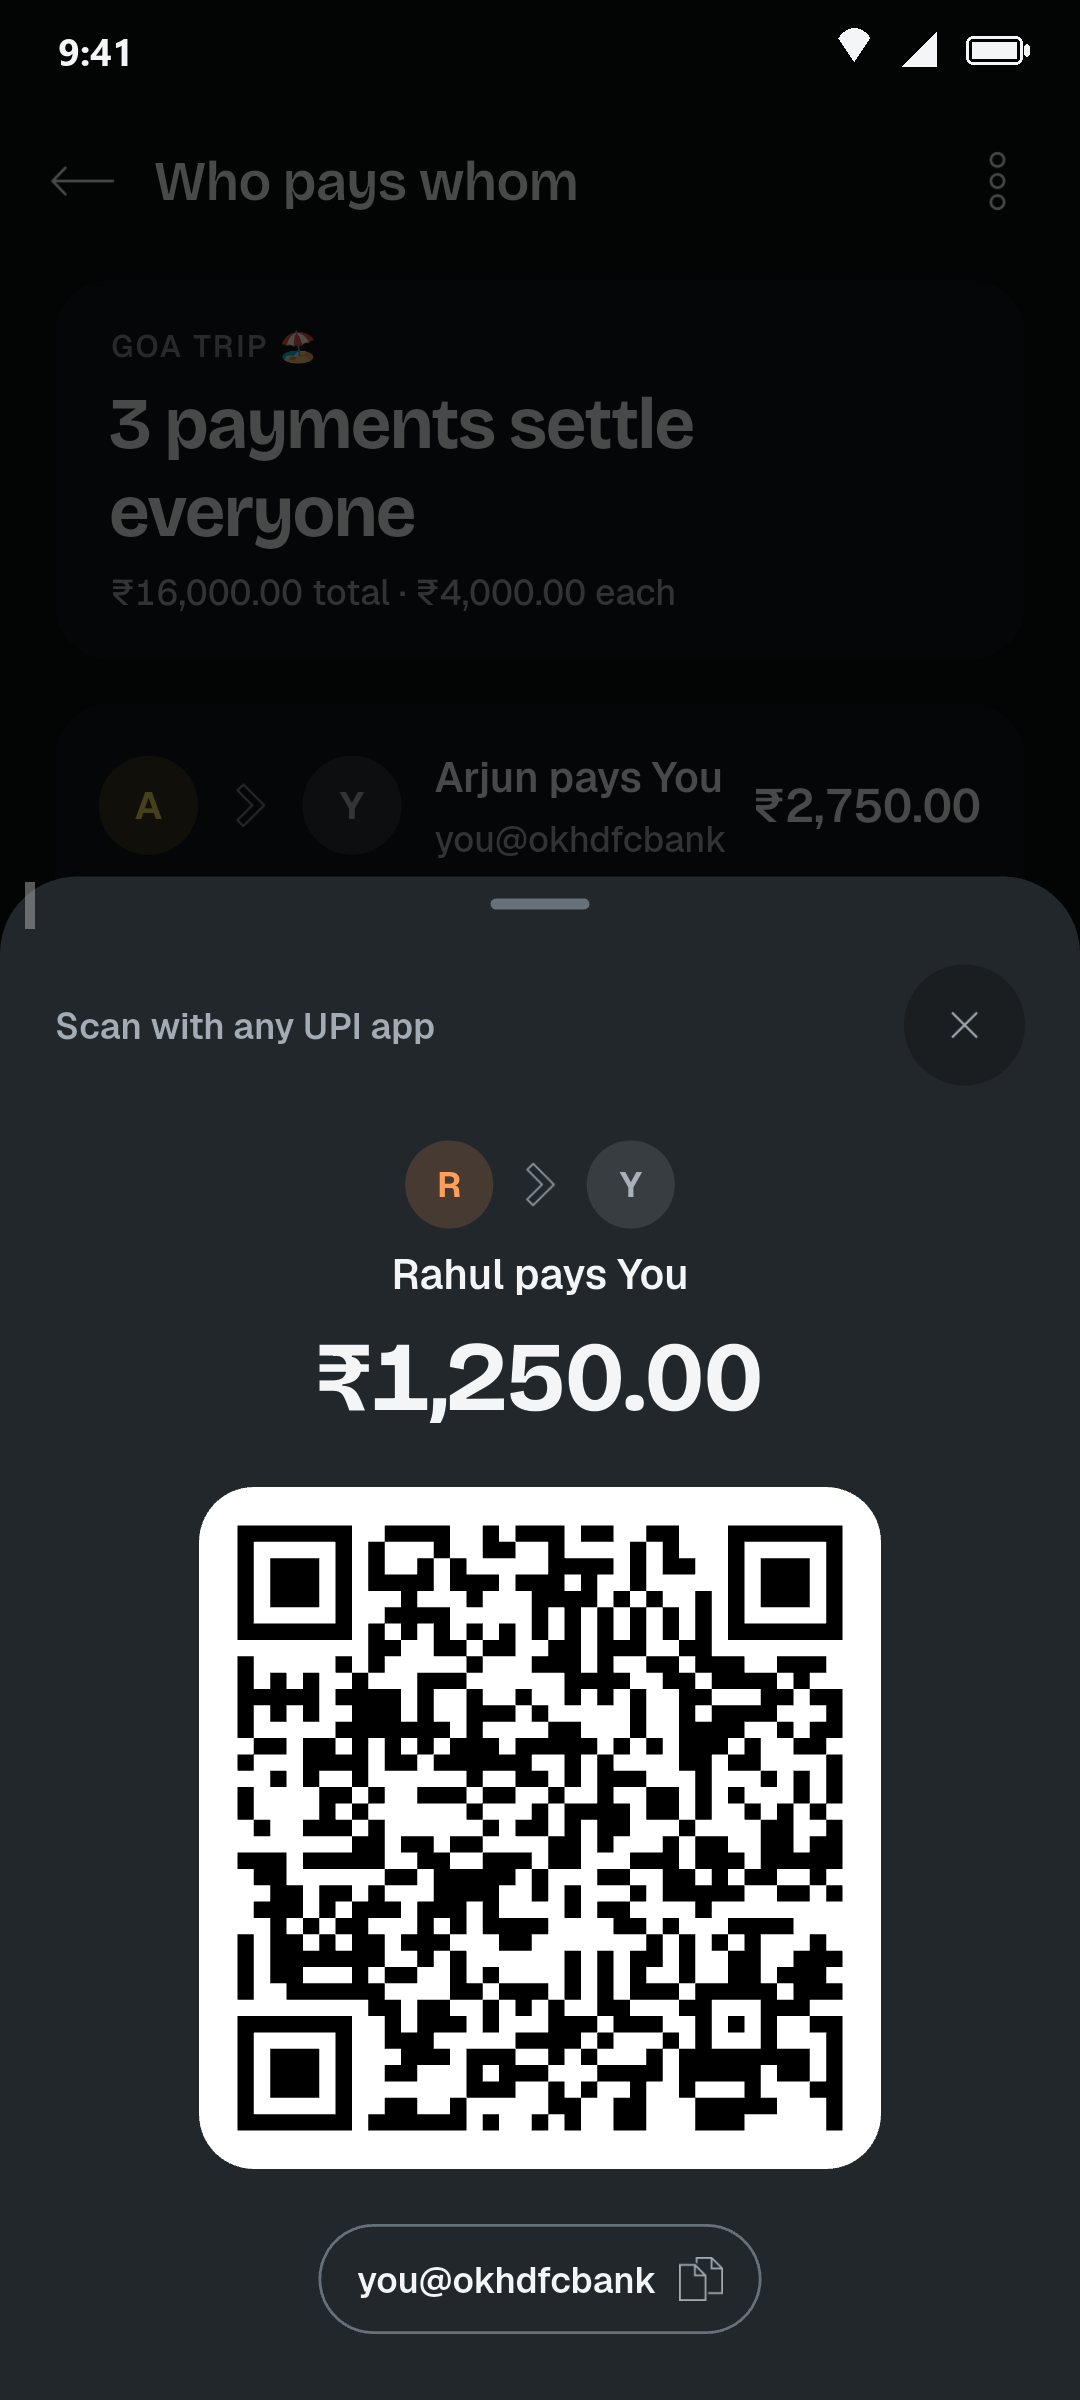 9:41
Who pays whom
GOA TRIP 🏖️
3 payments settle
everyone
₹16,000.00 total · ₹4,000.00 each
A
Y
Arjun pays You
you@okhdfcbank
₹2,750.00
Scan with any UPI app
R
Y
Rahul pays You
₹1,250.00
you@okhdfcbank